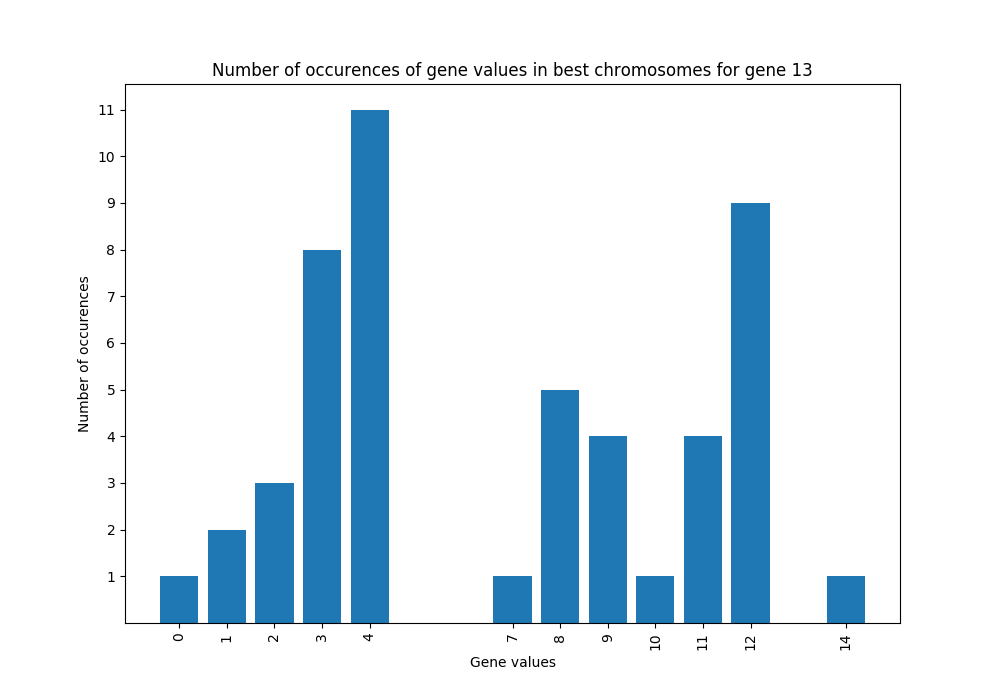 Number of occurences of gene values in best chromosomes for gene 13
11
10
9
8
7
6
5
4
3
2
1
Number of occurences
0 1 2 3 4 7 8 9 10 11 12 14
Gene values